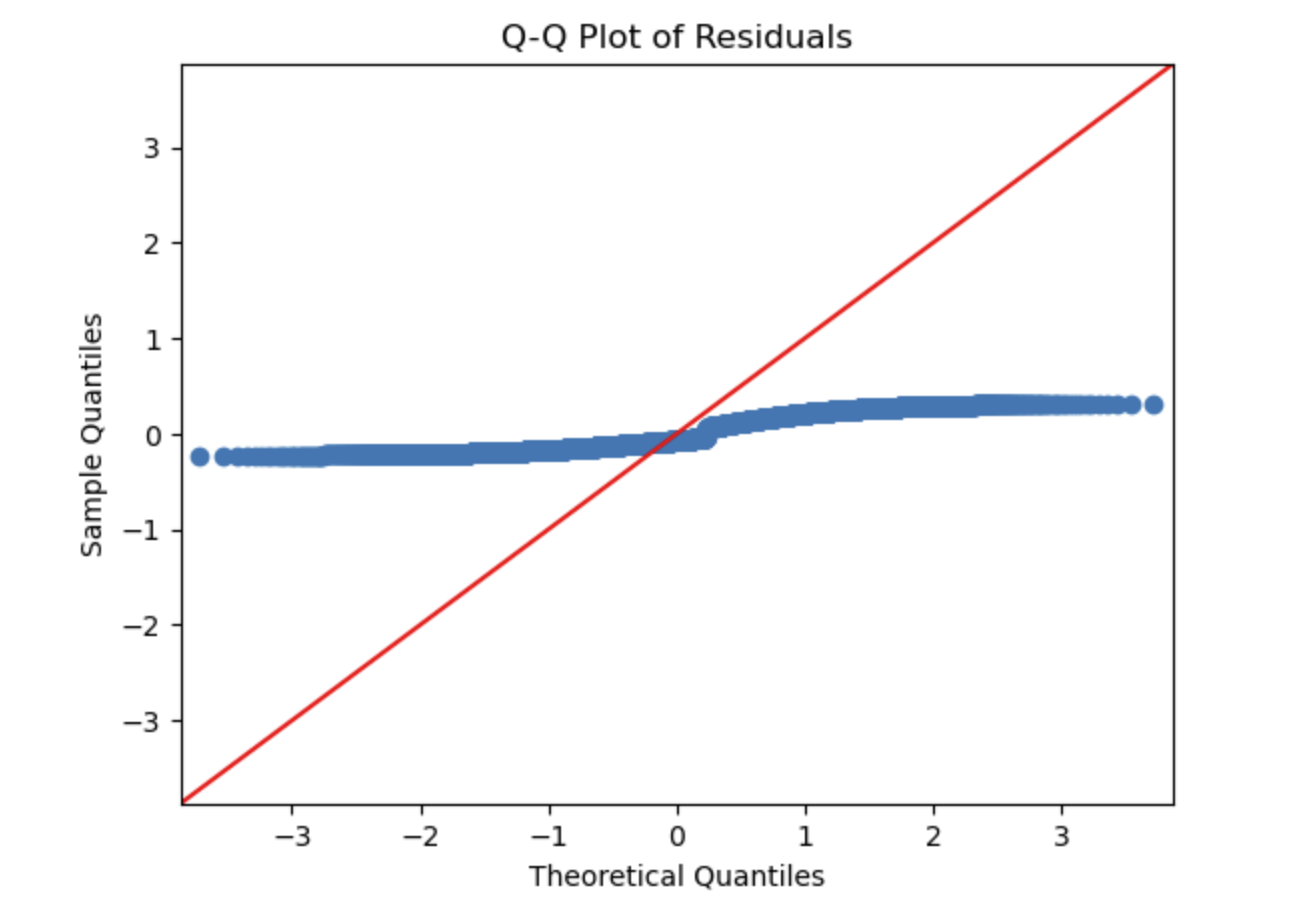 Q-Q Plot of Residuals
3
2
1
0
−1
−2
−3
Sample Quantiles
−3 −2 −1 0 1 2 3
Theoretical Quantiles